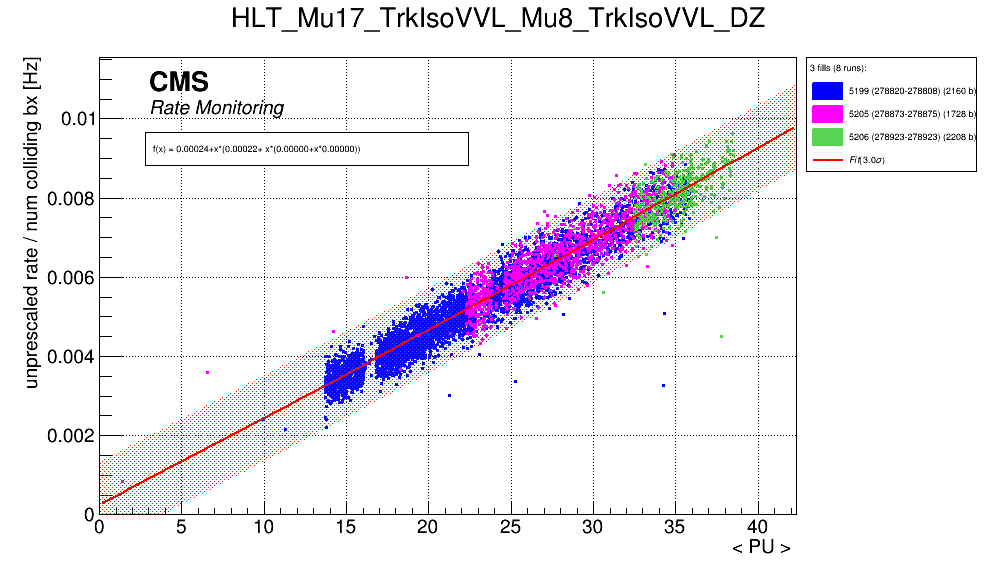 HLT_Mu17_TrkIsoVVL_Mu8_TrkIsoVVL_DZ
unprescaled rate / num colliding bx [Hz]
CMS
Rate Monitoring
f(x) = 0.00024+x*(0.00022+ x*(0.00000+x*0.00000))
0.01
0.008
0.006
0.004
0.002
0
0 5 10 15 20 25 30 35 40
< PU >
3 fills (8 runs):
5199 (278820-278808) (2160 b)
5205 (278873-278875) (1728 b)
5206 (278923-278923) (2208 b)
Fit(3.0σ)